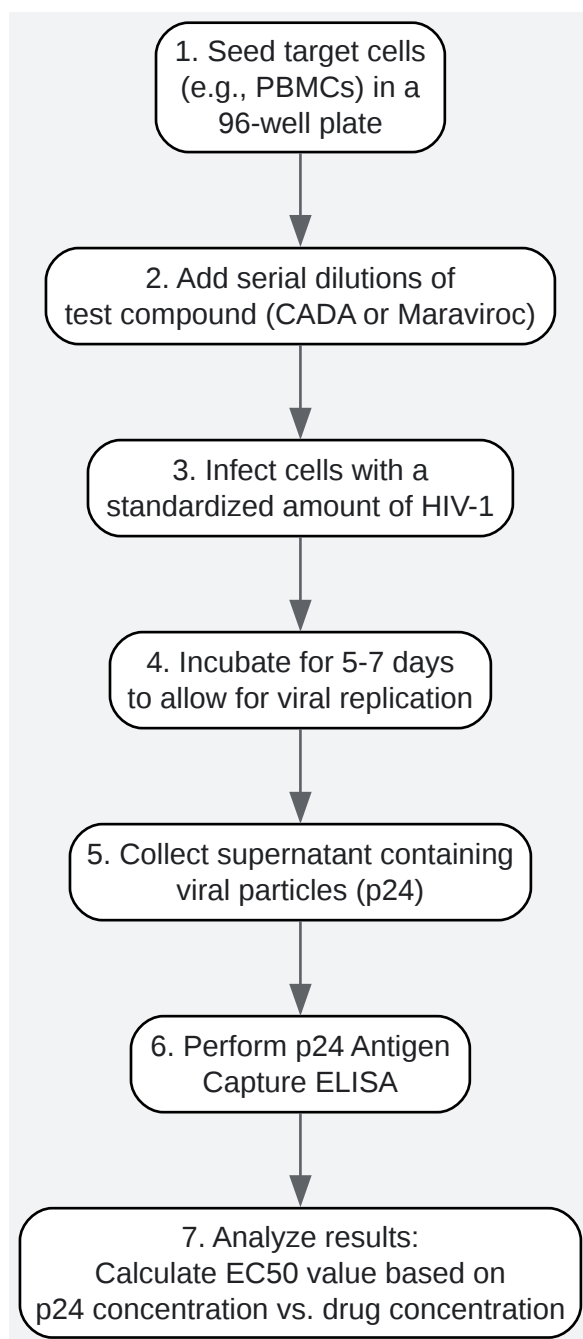 1. Seed target cells
(e.g., PBMCs) in a
96-well plate
2. Add serial dilutions of
test compound (CADA or Maraviroc)
3. Infect cells with a
standardized amount of HIV-1
4. Incubate for 5-7 days
to allow for viral replication
5. Collect supernatant containing
viral particles (p24)
6. Perform p24 Antigen
Capture ELISA
7. Analyze results:
Calculate EC50 value based on
p24 concentration vs. drug concentration